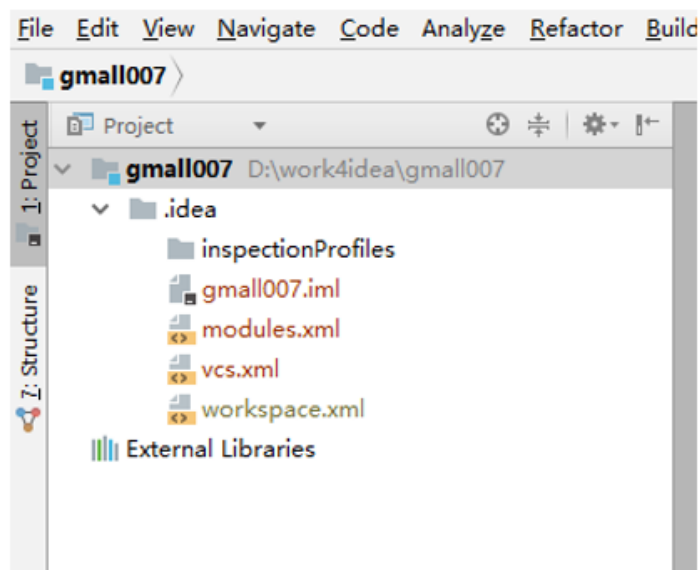 File Edit View Navigate Code Analyze Refactor Build
gmall007
Project
1: Project
gmall007 D:\work4idea\gmall007
.idea
inspectionProfiles
gmall007.iml
modules.xml
vcs.xml
workspace.xml
External Libraries
Z: Structure